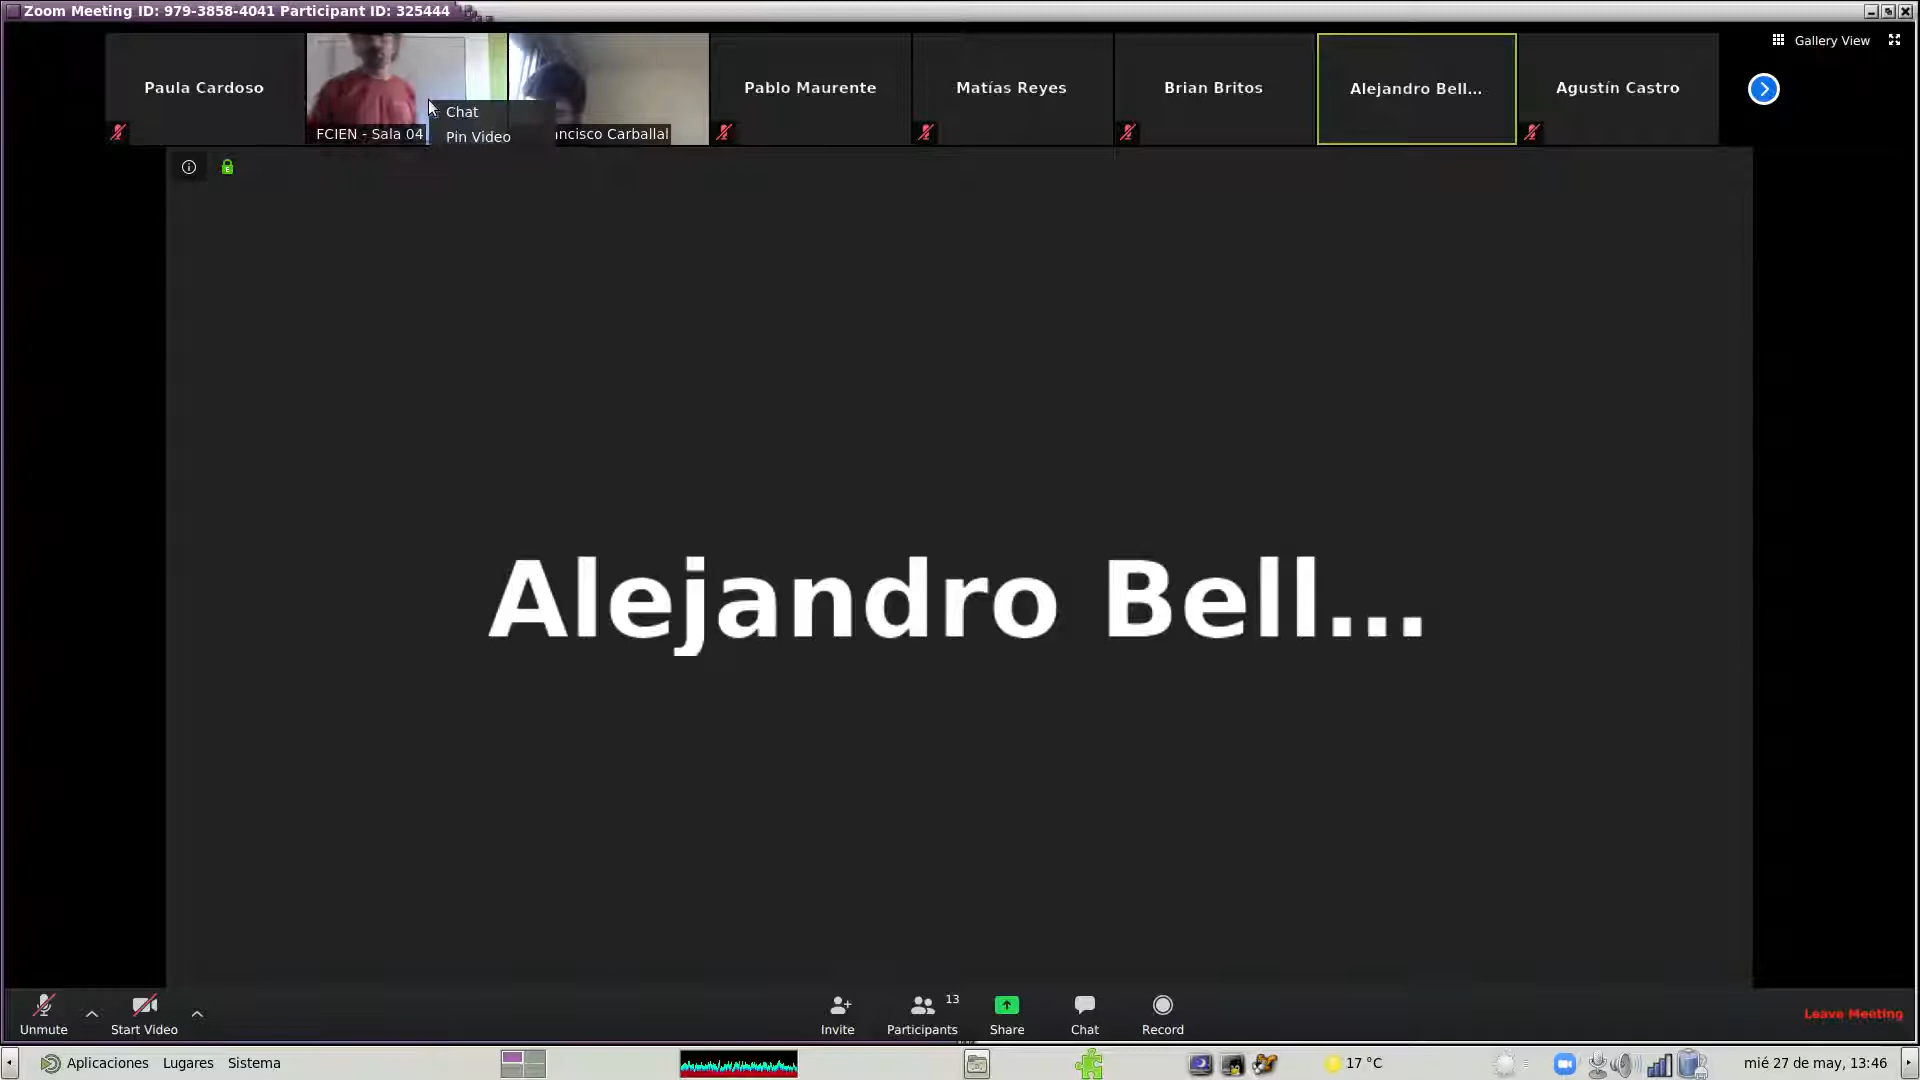 Zoom Meeting ID: 979-3858-4041 Participant ID: 325444
Gallery View
Paula Cardoso
FCIEN - Sala 04
Chat
Pin Video
ncisco Carballal
Pablo Maurente
Matías Reyes
Brian Britos
Alejandro Bell...
Agustín Castro
Alejandro Bell...
Unmute
Start Video
Invite
Participants 13
Share
Chat
Record
Leave Meeting
Aplicaciones Lugares Sistema
17 °C
mié 27 de may, 13:46